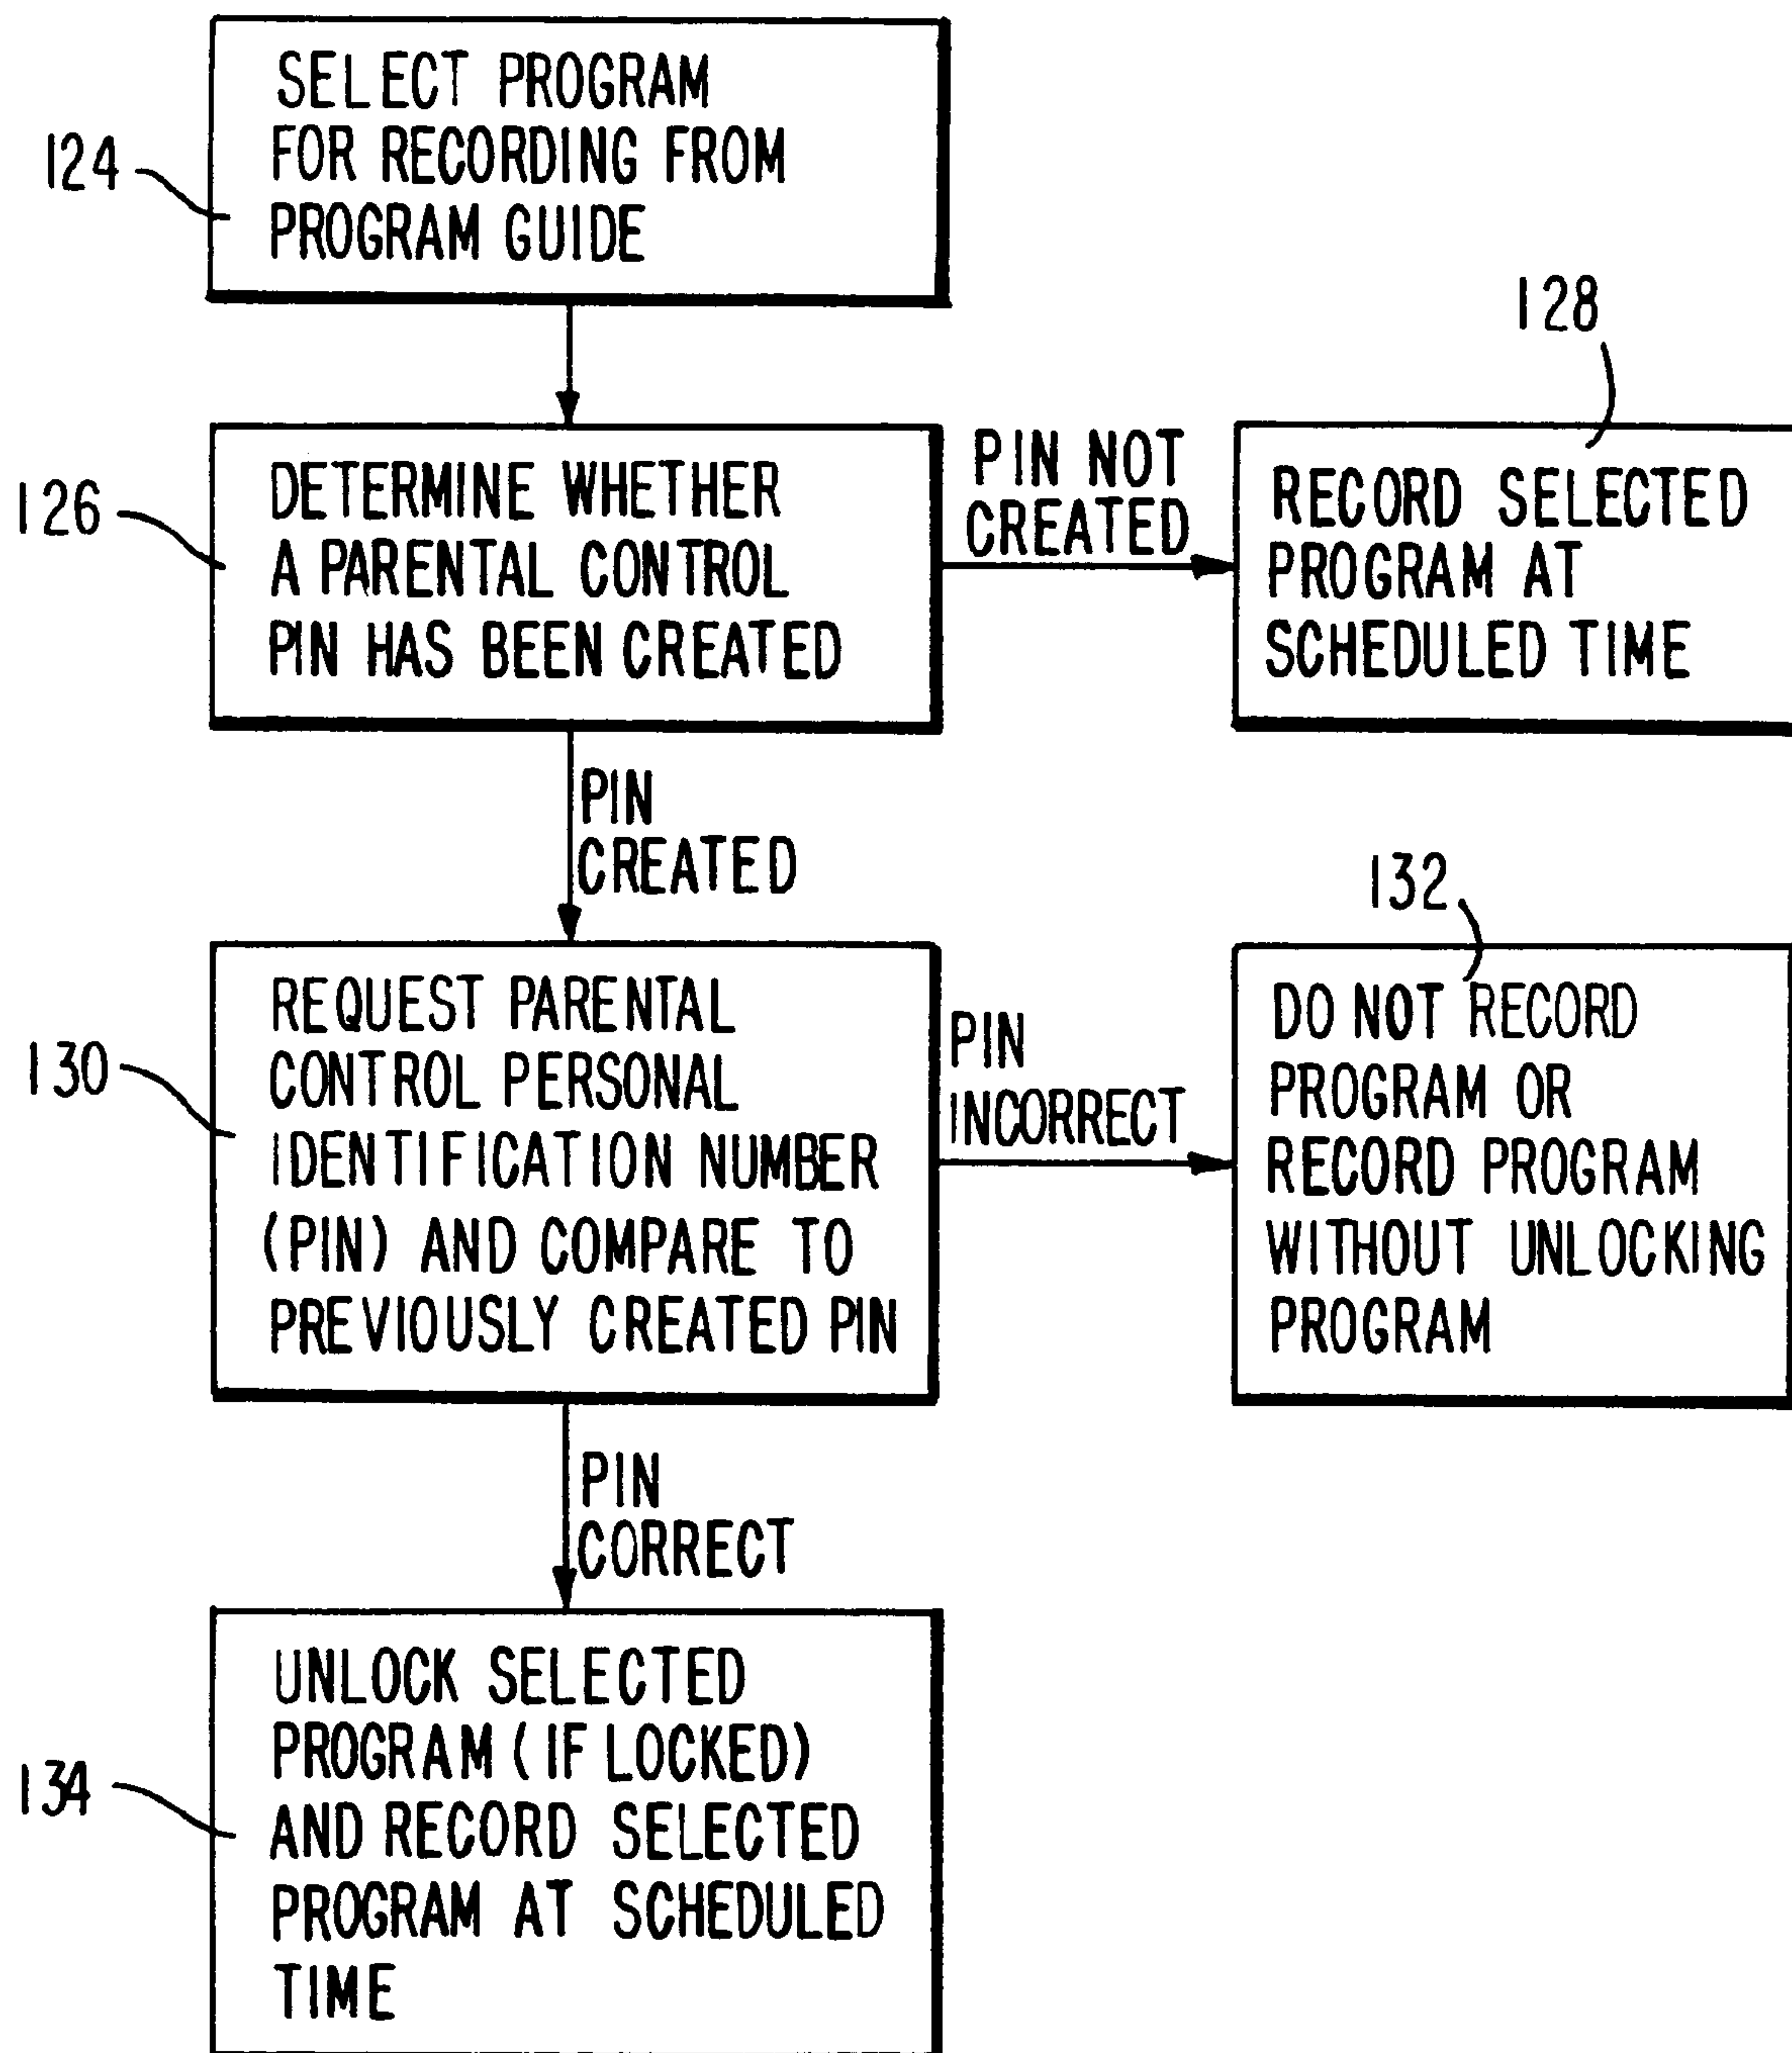 124
SELECT PROGRAM
FOR RECORDING FROM
PROGRAM GUIDE
128
126
DETERMINE WHETHER
A PARENTAL CONTROL
PIN HAS BEEN CREATED
PIN NOT
CREATED
RECORD SELECTED
PROGRAM AT
SCHEDULED TIME
PIN
CREATED
132
130
REQUEST PARENTAL
CONTROL PERSONAL
IDENTIFICATION NUMBER
(PIN) AND COMPARE TO
PREVIOUSLY CREATED PIN
PIN
INCORRECT
DO NOT RECORD
PROGRAM OR
RECORD PROGRAM
WITHOUT UNLOCKING
PROGRAM
PIN
CORRECT
134
UNLOCK SELECTED
PROGRAM (IF LOCKED)
AND RECORD SELECTED
PROGRAM AT SCHEDULED
TIME